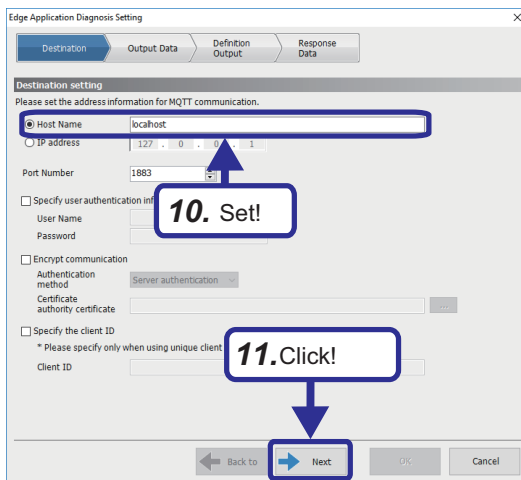 Edge Application Diagnosis Setting
Destination
Output Data
Definition
Output
Response
Data
Destination setting
Please set the address information for MQTT communication.
Host Name
localhost
IP address
127 . 0 . 0 . 1
Port Number
1883
Specify user authentication inf
10. Set!
User Name
Password
Encrypt communication
Authentication
method
Server authentication
Certificate
authority certificate
...
Specify the client ID
* Please specify only when using unique client
11. Click!
Client ID
Back to
Next
OK
Cancel